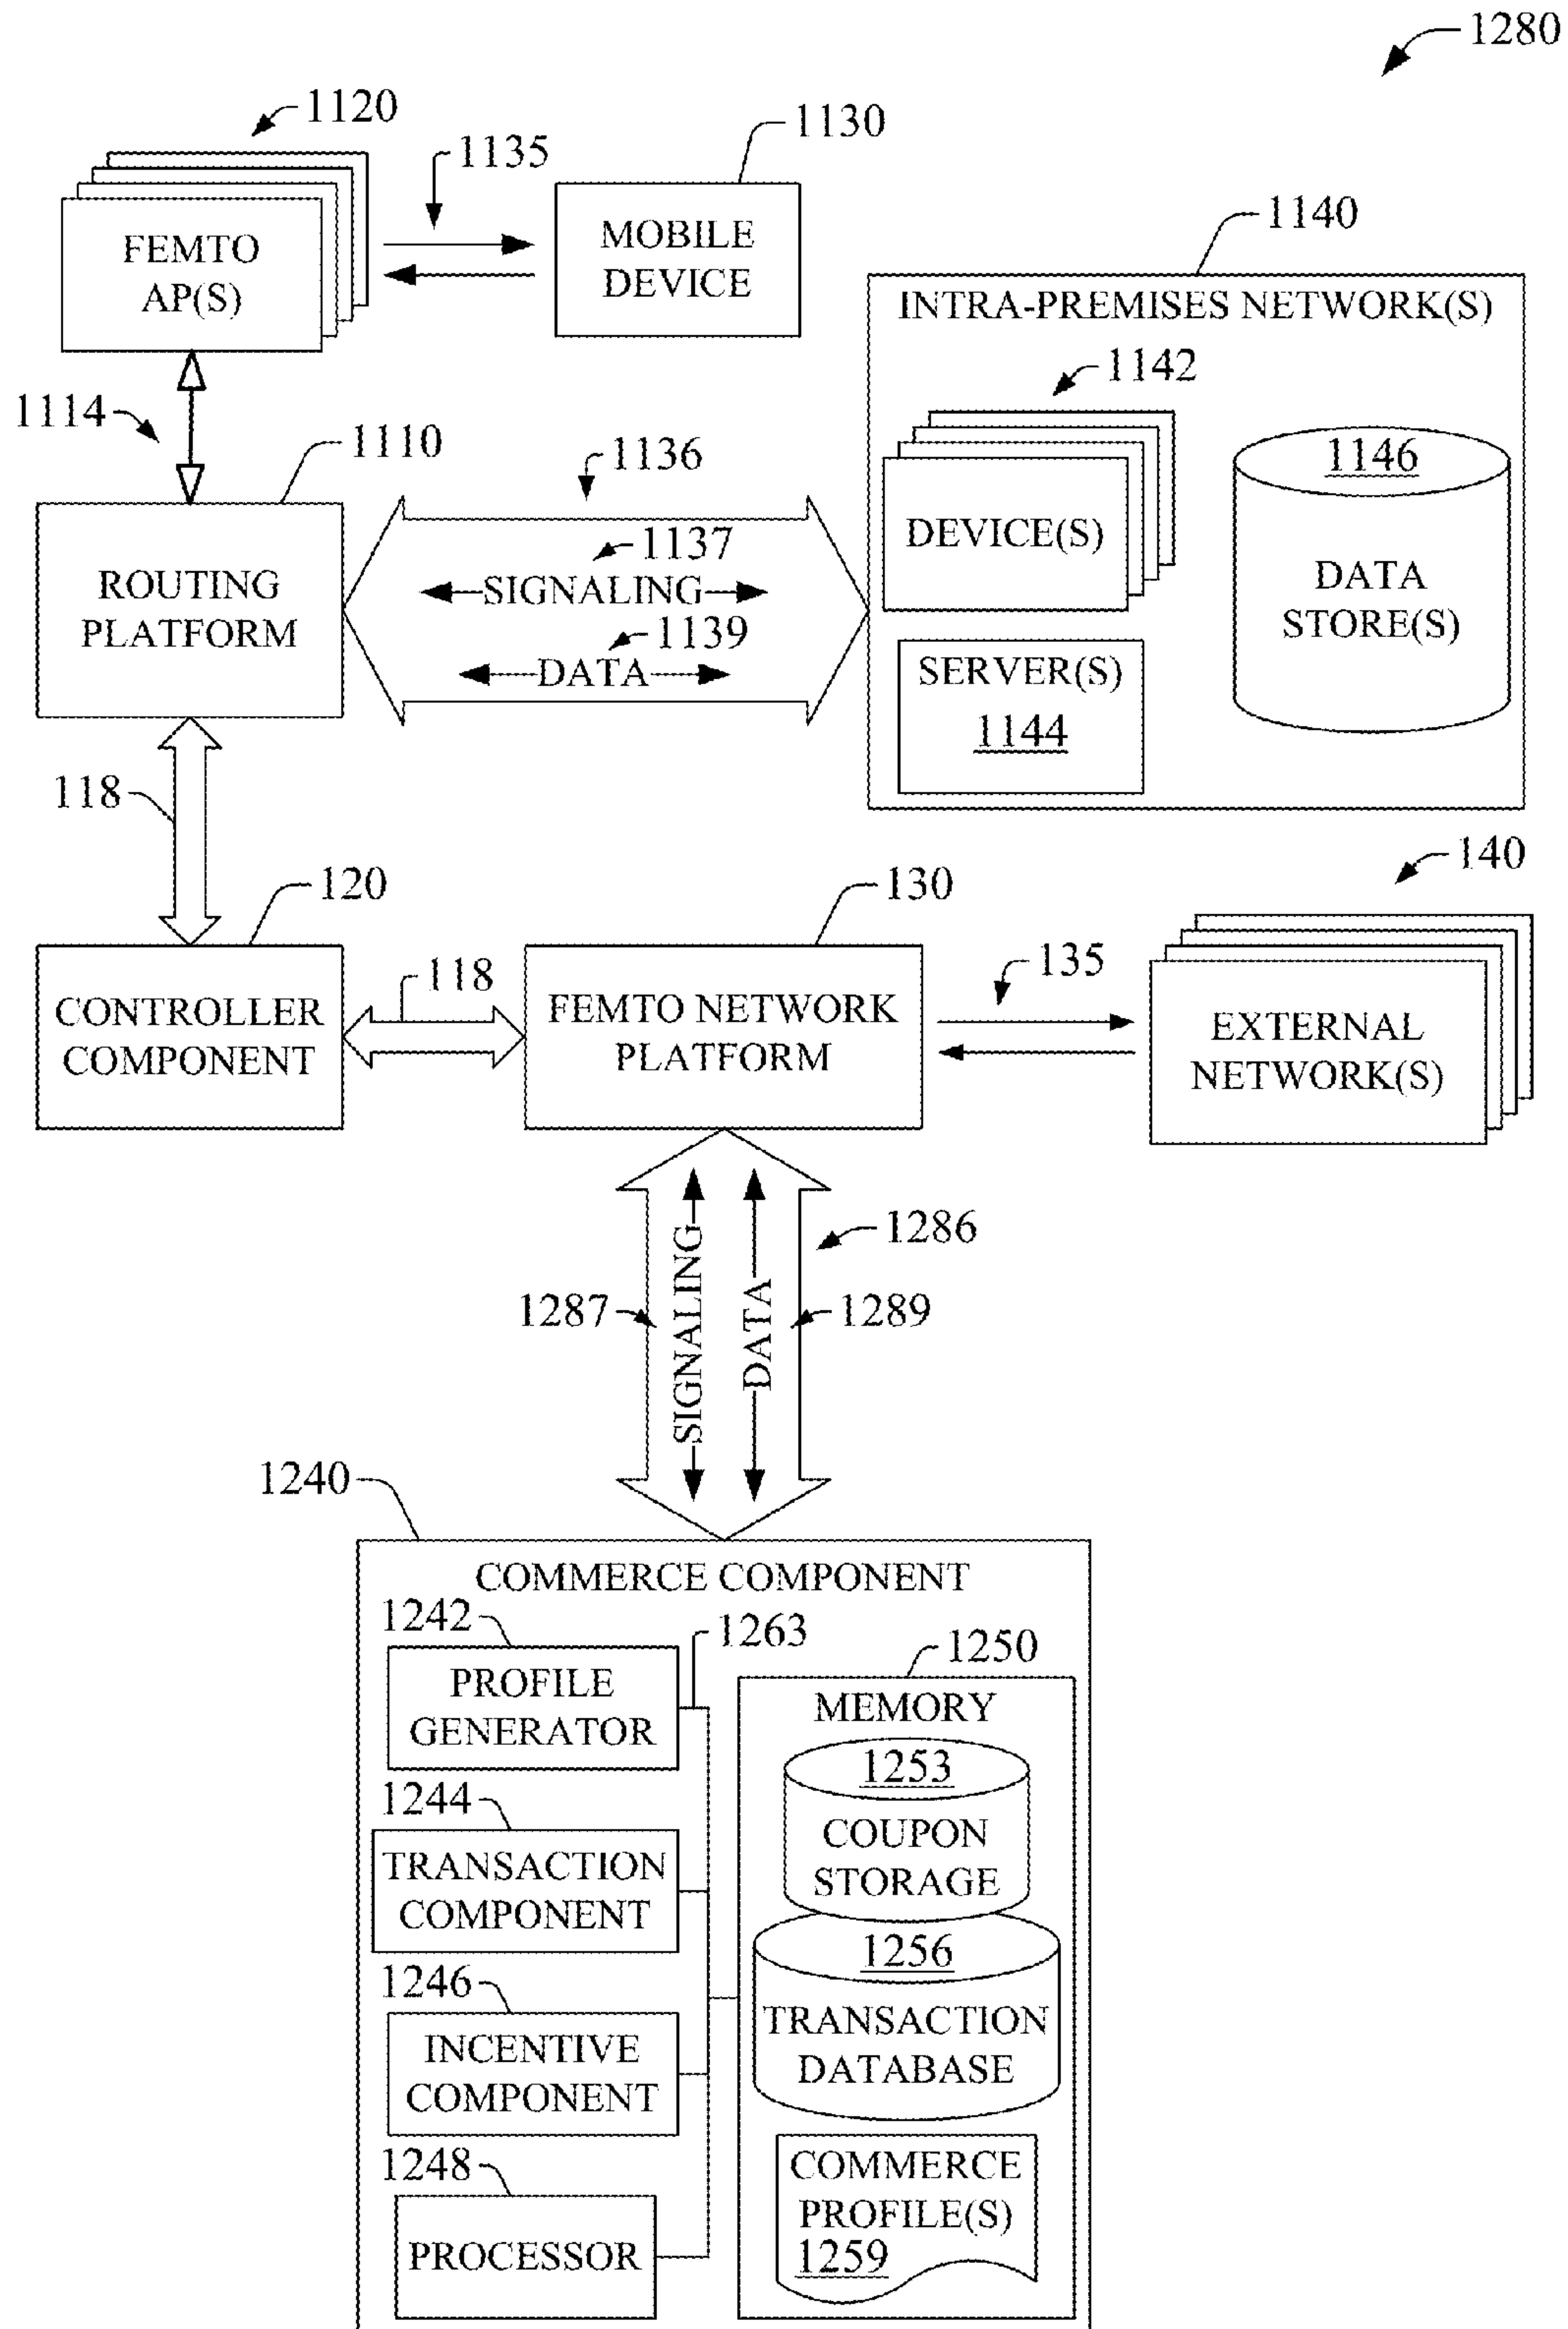 1280
1120
1135
1130
FEMTO
AP(S)
MOBILE
DEVICE
1140
INTRA-PREMISES NETWORK(S)
1142
DEVICE(S)
1146
DATA
STORE(S)
SERVER(S)
1144
1114
1110
ROUTING
PLATFORM
1136
1137
SIGNALING
1139
DATA
118
120
CONTROLLER
COMPONENT
118
130
FEMTO NETWORK
PLATFORM
135
140
EXTERNAL
NETWORK(S)
1286
1287
SIGNALING
DATA
1289
1240
COMMERCE COMPONENT
1242
PROFILE
GENERATOR
1263
1244
TRANSACTION
COMPONENT
1246
INCENTIVE
COMPONENT
1248
PROCESSOR
1250
MEMORY
1253
COUPON
STORAGE
1256
TRANSACTION
DATABASE
COMMERCE
PROFILE(S)
1259